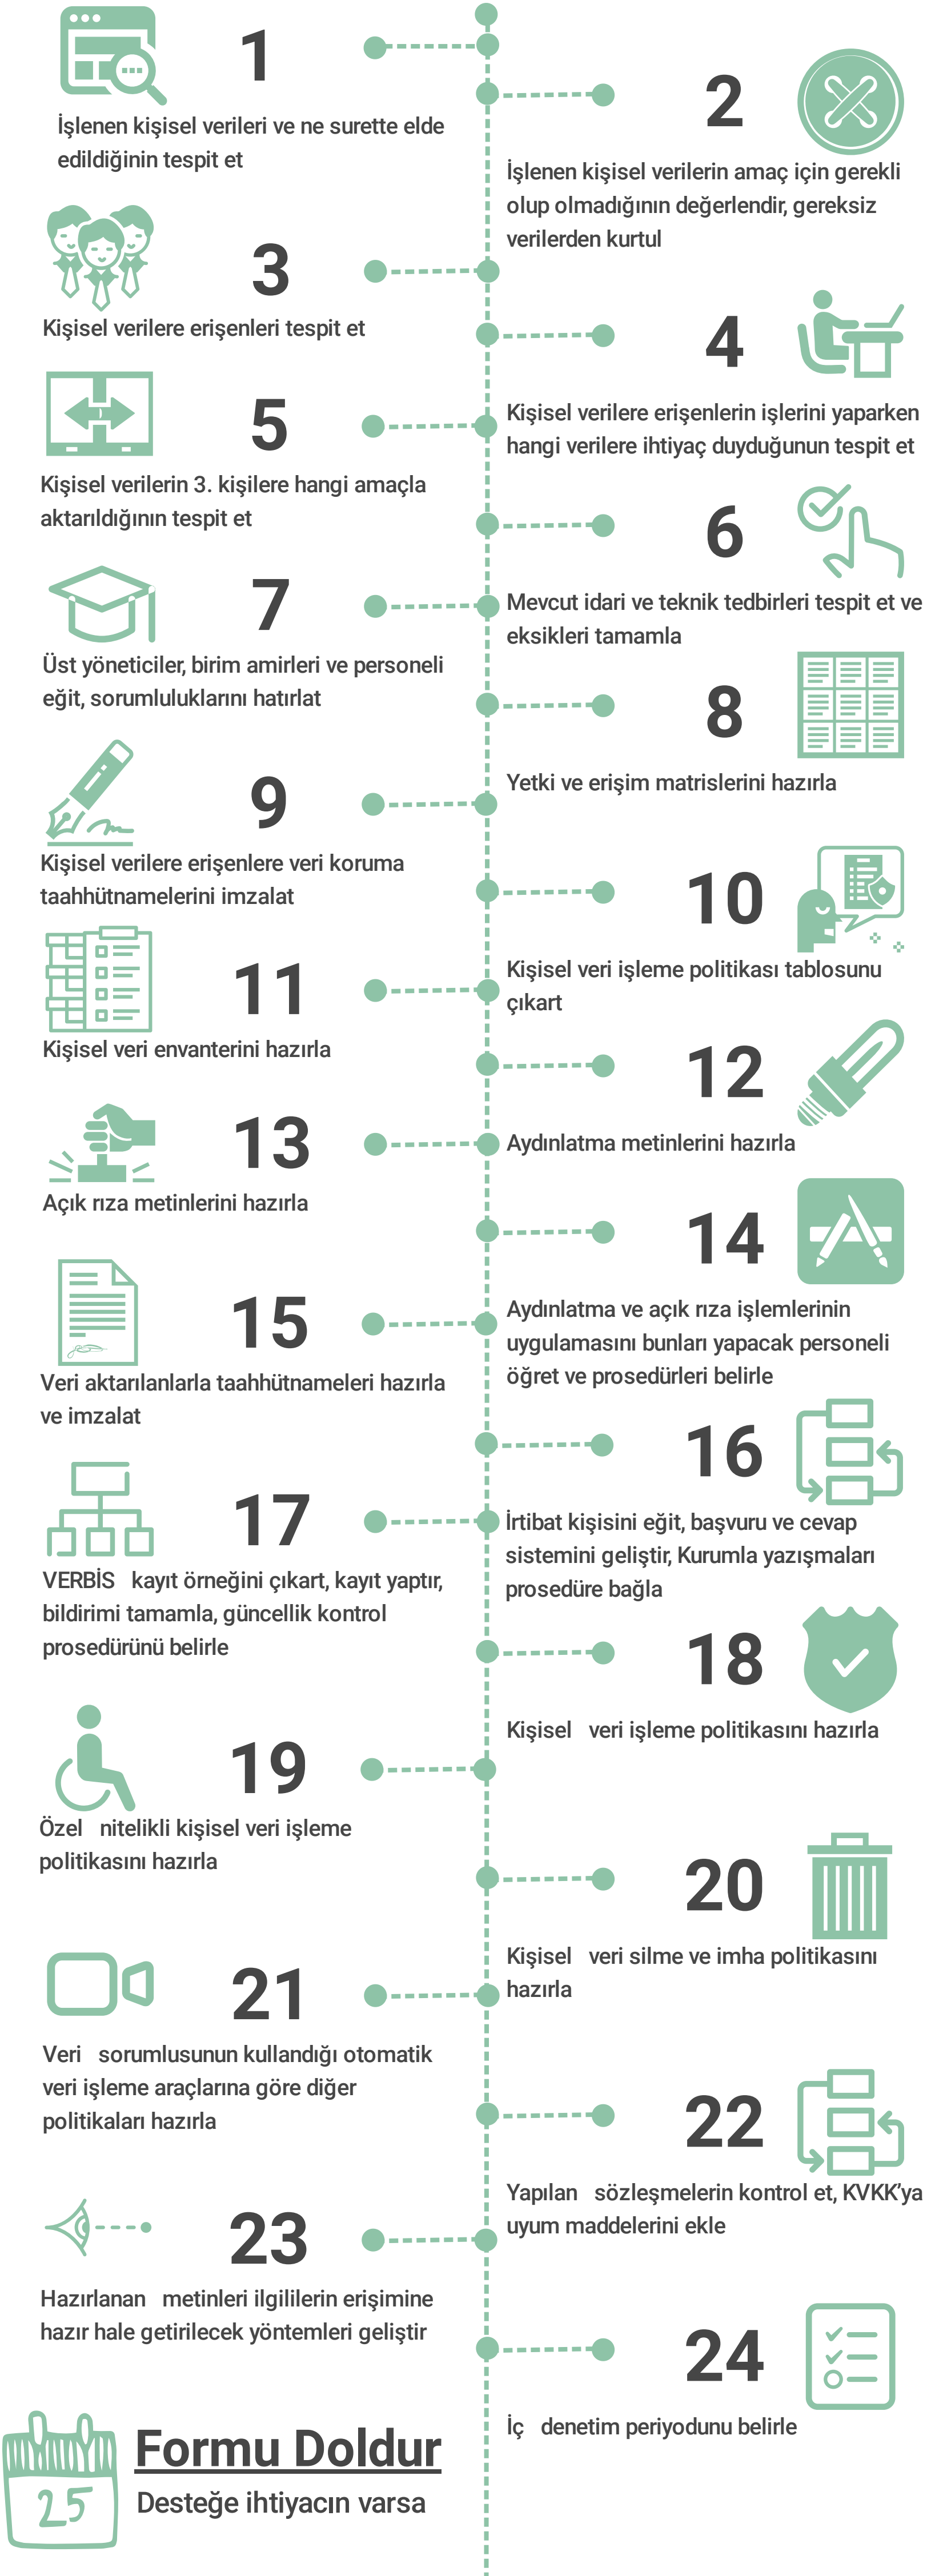 1
İşlenen kişisel verileri ve ne surette elde
edildiğinin tespit et
2
İşlenen kişisel verilerin amaç için gerekli
olup olmadığının değerlendir, gereksiz
verilerden kurtul
3
Kişisel verilere erişenleri tespit et
4
Kişisel verilere erişenlerin işlerini yaparken
hangi verilere ihtiyaç duyduğunun tespit et
5
Kişisel verilerin 3. kişilere hangi amaçla
aktarıldığının tespit et
6
Mevcut idari ve teknik tedbirleri tespit et ve
eksikleri tamamla
7
Üst yöneticiler, birim amirleri ve personeli
eğit, sorumluluklarını hatırlat
8
Yetki ve erişim matrislerini hazırla
9
Kişisel verilere erişenlere veri koruma
taahhütnamelerini imzalat
10
Kişisel veri işleme politikası tablosunu
çıkart
11
Kişisel veri envanterini hazırla
12
Aydınlatma metinlerini hazırla
13
Açık rıza metinlerini hazırla
14
Aydınlatma ve açık rıza işlemlerinin
uygulamasını bunları yapacak personeli
öğret ve prosedürleri belirle
15
Veri aktarılanlarla taahhütnameleri hazırla
ve imzalat
16
İrtibat kişisini eğit, başvuru ve cevap
sistemini geliştir, Kurumla yazışmaları
prosedüre bağla
17
VERBİS kayıt örneğini çıkart, kayıt yaptır,
bildirimi tamamla, güncellik kontrol
prosedürünü belirle
18
Kişisel veri işleme politikasını hazırla
19
Özel nitelikli kişisel veri işleme
politikasını hazırla
20
Kişisel veri silme ve imha politikasını
hazırla
21
Veri sorumlusunun kullandığı otomatik
veri işleme araçlarına göre diğer
politikaları hazırla
22
Yapılan sözleşmelerin kontrol et, KVKK’ya
uyum maddelerini ekle
23
Hazırlanan metinleri ilgililerin erişimine
hazır hale getirilecek yöntemleri geliştir
24
İç denetim periyodunu belirle
25
Formu Doldur
Desteğe ihtiyacın varsa